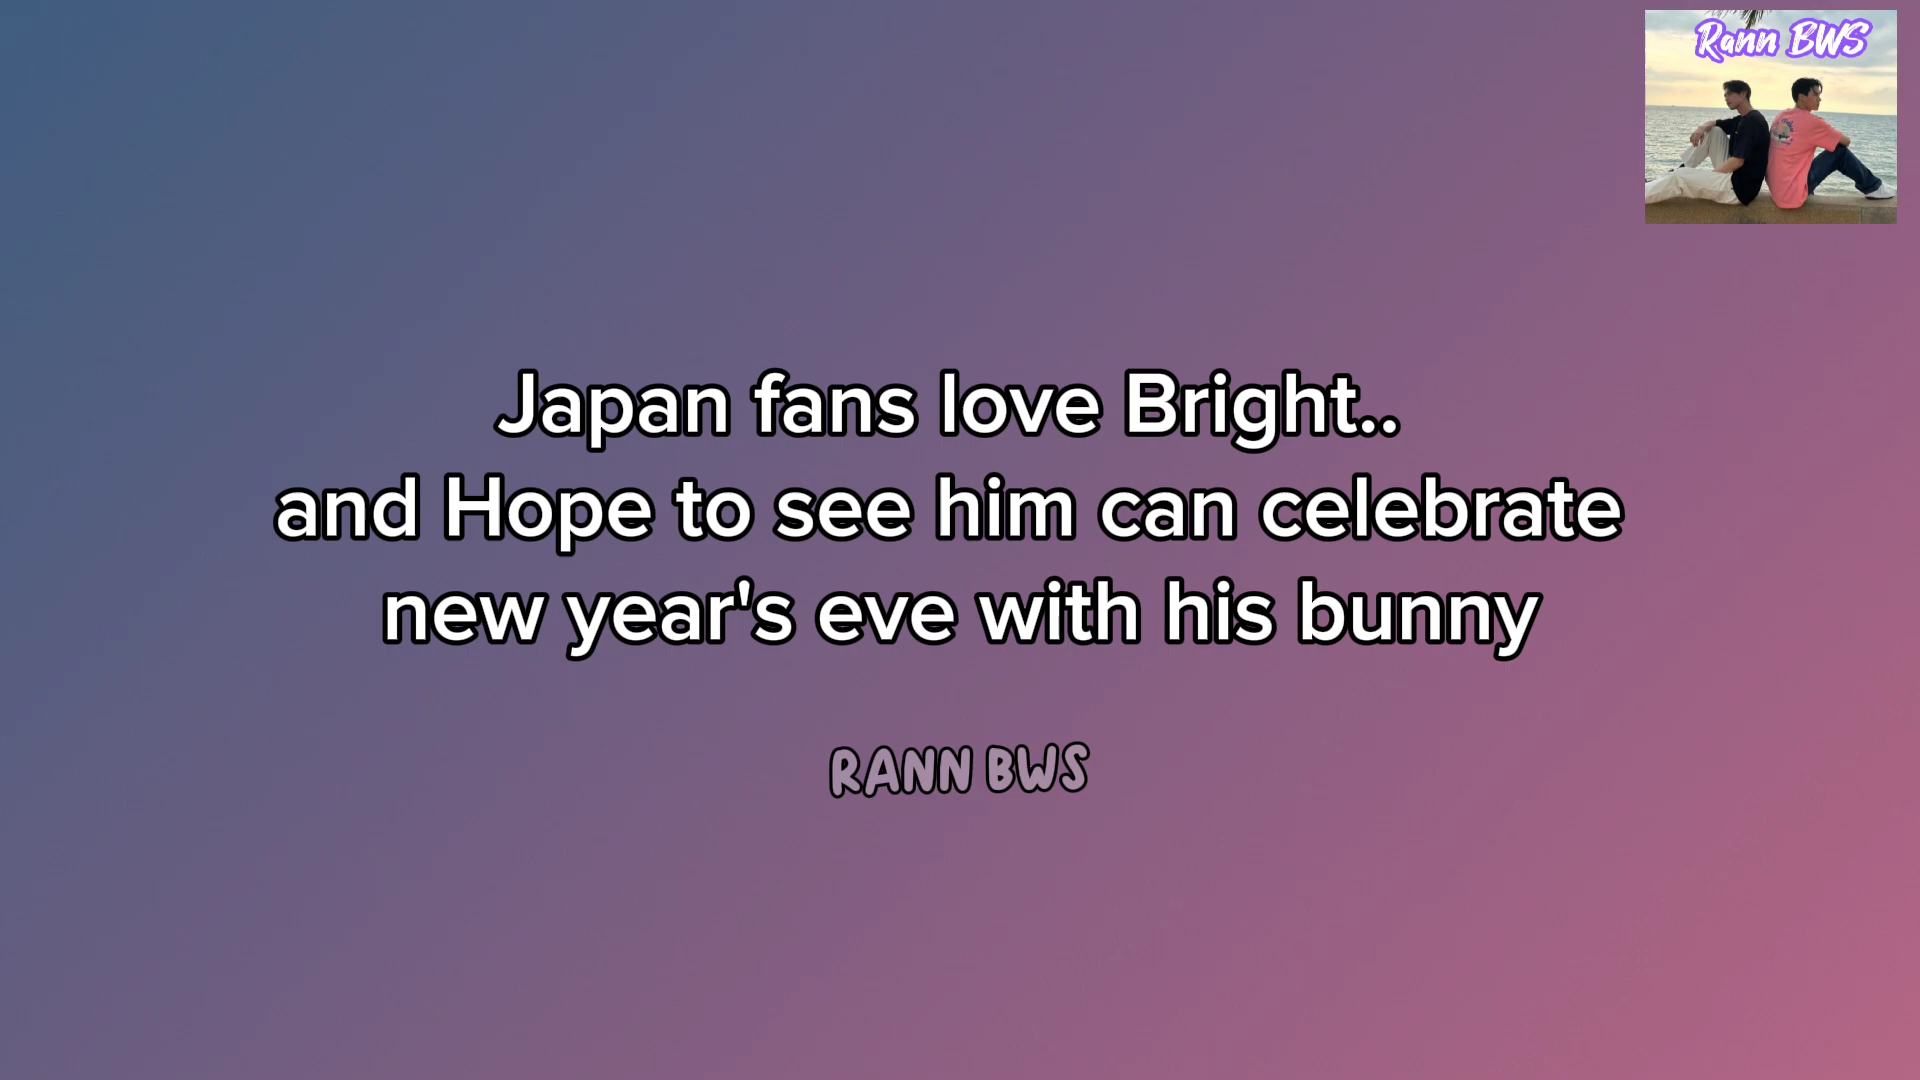 Rann BWS
Japan fans love Bright..
and Hope to see him can celebrate
new year's eve with his bunny
RANN BWS